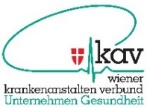 kav
wiener
krankenanstalten verbund
Unternehmen Gesundheit